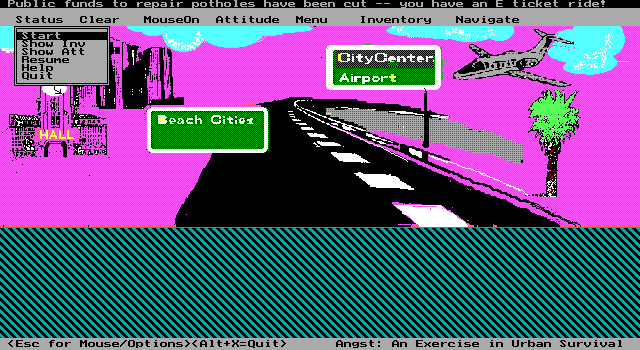 Public funds to repair potholes have been cut -- you have an E ticket ride!
Status Clear MouseOn Attitude Menu Inventory Navigate
Start
Show Inv
Show Att
Resume
Help
Quit
CityCenter
Airport
Beach Cities
HALL
<Esc for Mouse/Options><Alt+X=Quit> Angst: An Exercise in Urban Survival